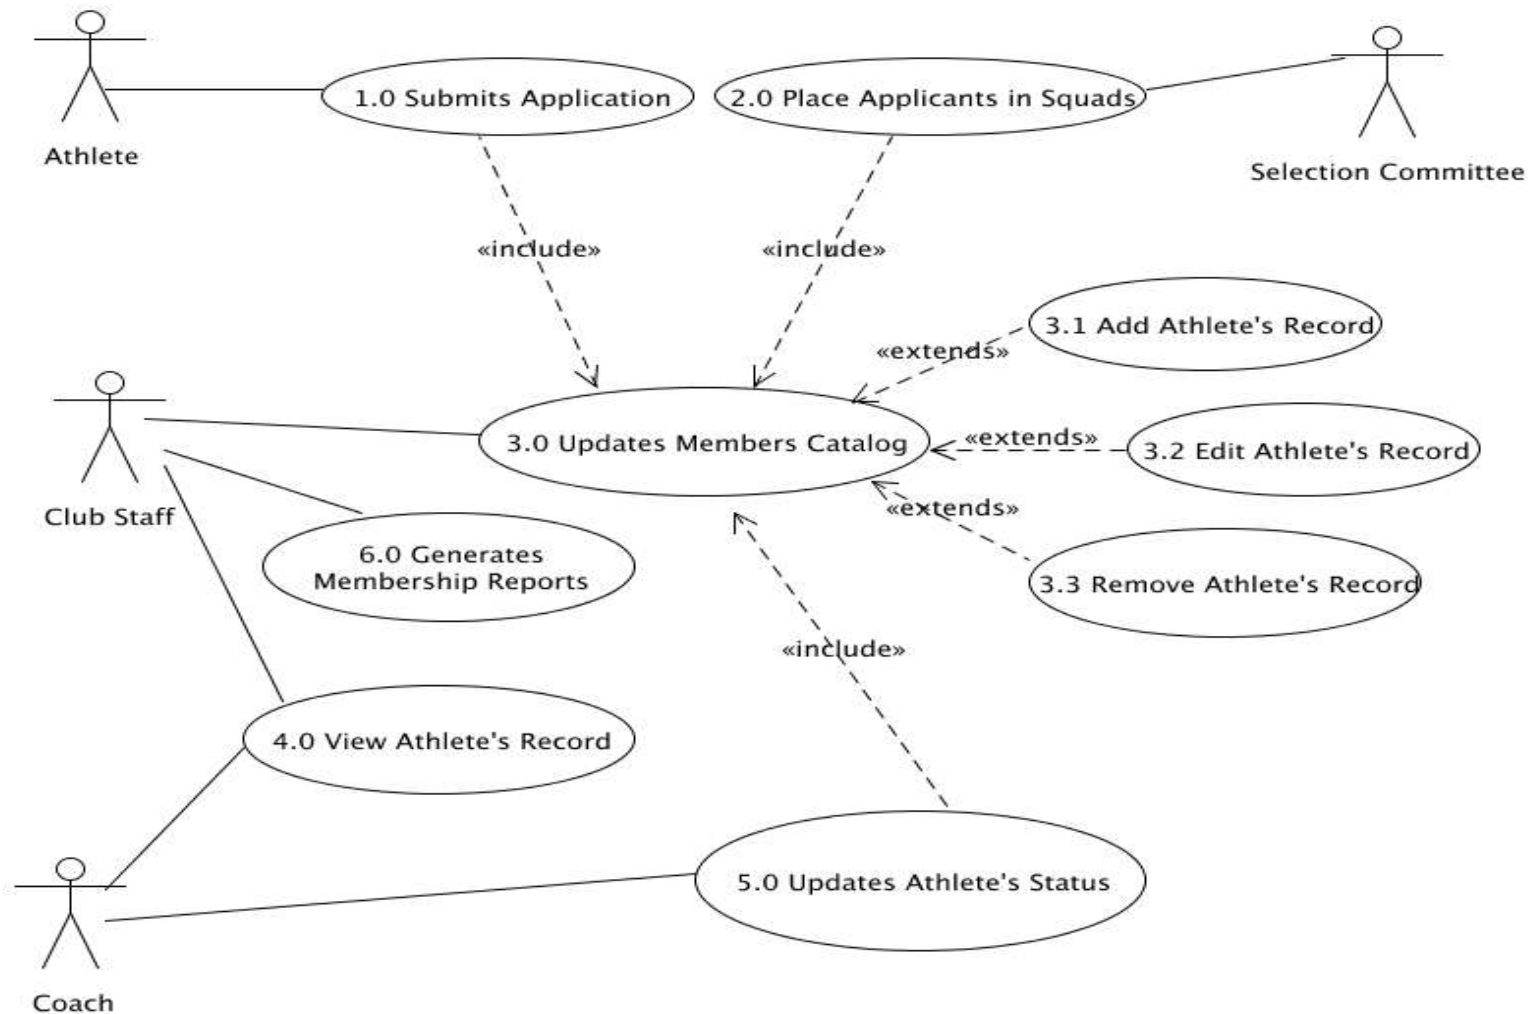 1.0 Submits Application
2.0 Place Applicants in Squads
Athlete
Selection Committee
«include»
«include»
3.1 Add Athlete's Record
«extends»
3.0 Updates Members Catalog
«extends»
3.2 Edit Athlete's Record
Club Staff
«extends»
6.0 Generates
Membership Reports
3.3 Remove Athlete's Record
«include»
4.0 View Athlete's Record
5.0 Updates Athlete's Status
Coach